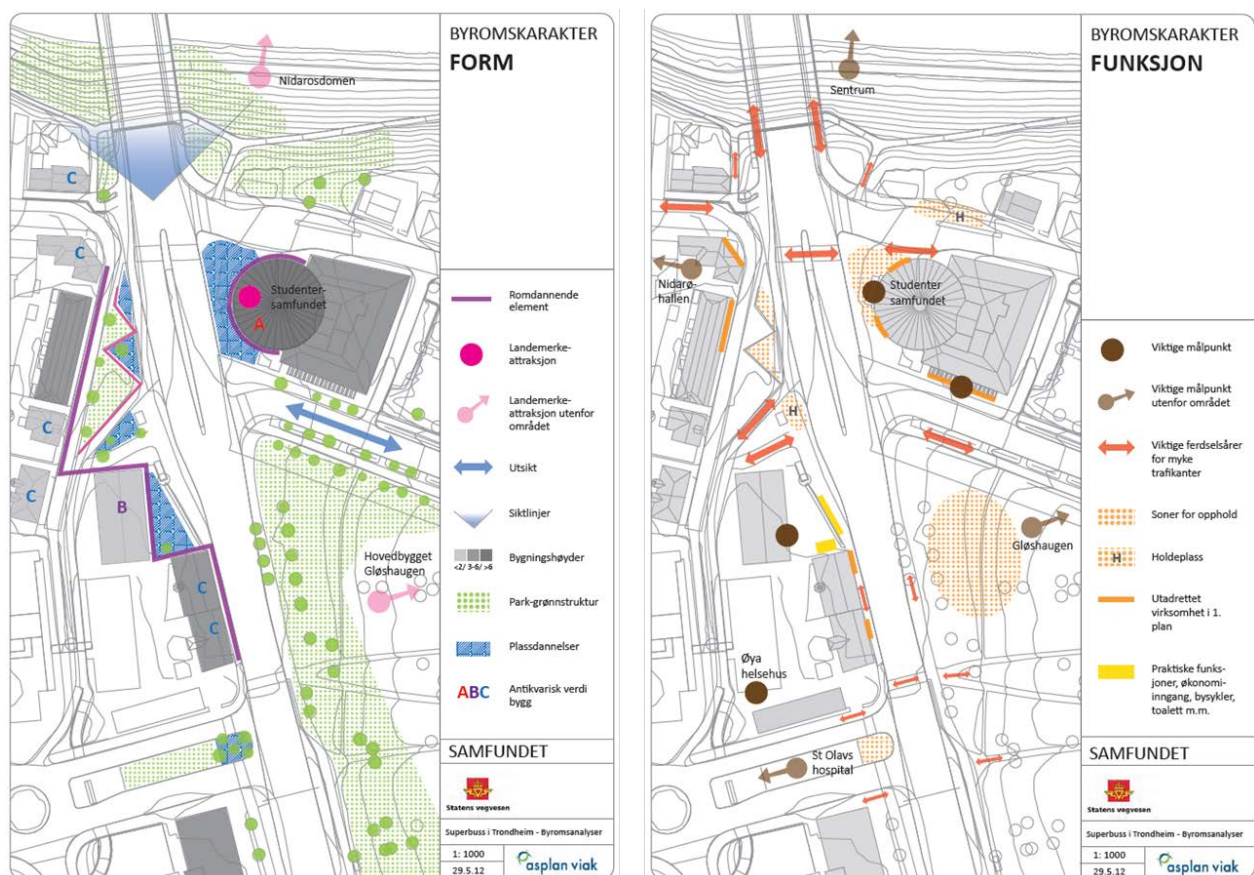 BYROMSKARAKTER
FORM
Nidarosdomen
C
C
Studenter-
samfundet
A
C
C
B
Hovedbygget
Gløshaugen
C
C
Romdannende
element
Landemerke-
attraksjon
Landemerke-
attraksjon utenfor
området
Utsikt
Siktlinjer
Bygningshøyder
<2/ 3-6/ >6
Park-grønnstruktur
Plassdannelser
ABC
Antikvarisk verdi
bygg
SAMFUNDET
Statens vegvesen
Superbuss i Trondheim - Byromsanalyser
1: 1000
29.5.12
asplan viak
BYROMSKARAKTER
FUNKSJON
Sentrum
H
Nidarø-
hallen
Studenter
samfundet
H
Gløshaugen
Øya
helsehus
St Olavs
hospital
Viktige målpunkt
Viktige målpunkt
utenfor området
Viktige ferdselsårer
for myke
trafikanter
Soner for opphold
H
Holdeplass
Utadrettet
virksomhet i 1.
plan
Praktiske funks-
joner, økonomi-
inngang, bysykler,
toalett m.m.
SAMFUNDET
Statens vegvesen
Superbuss i Trondheim - Byromsanalyser
1: 1000
29.5.12
asplan viak